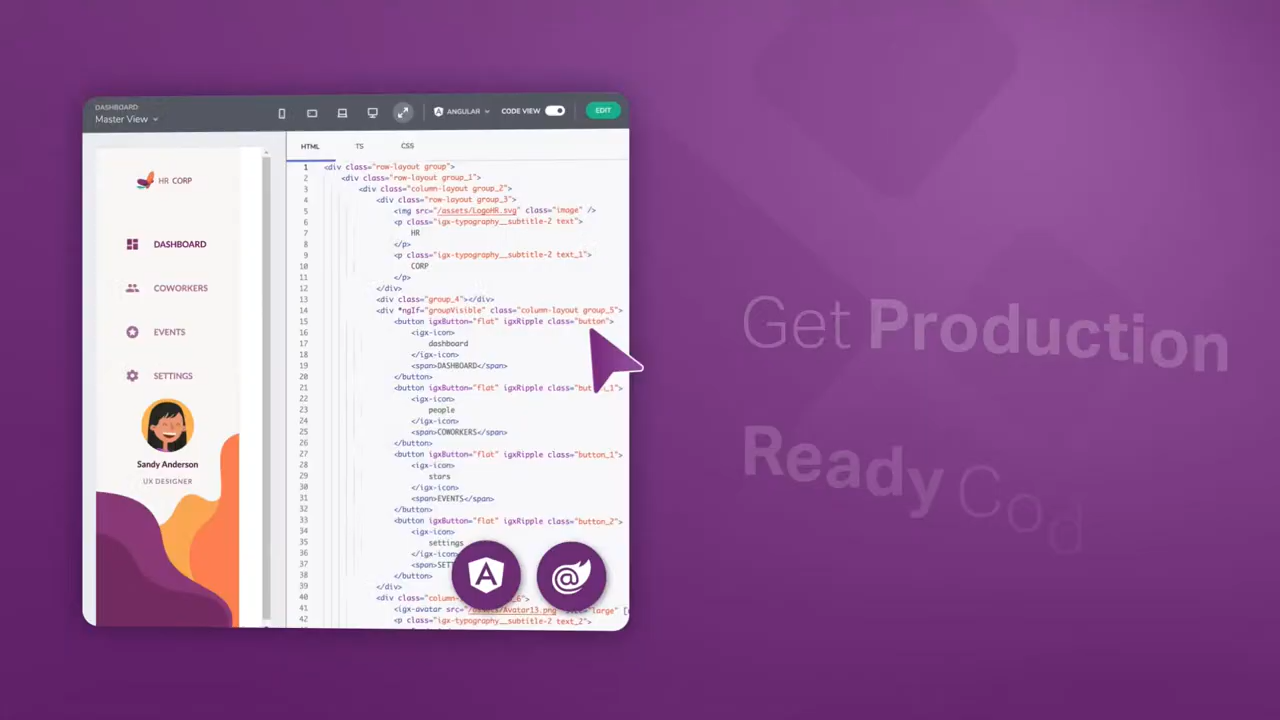 DASHBOARD:
Master View
ANGULAR
CODE VIEW
EDIT
HR CORP
DASHBOARD
COWORKERS
EVENTS
SETTINGS
Sandy Anderson
UX DESIGNER
HTML TS CSS
1 <div class="row-layout group">
2 <div class="row-layout group_1">
3 <div class="column-layout group_2">
4 <div class="row-layout group_3">
5 <img src="/assets/LogoHR.svg" class="image" />
6 <p class="igx-typography__subtitle-2 text">
7 HR
8 </p>
9 <p class="igx-typography__subtitle-2 text_1">
10 CORP
11 </p>
12 </div>
13 <div class="group_4"></div>
14 <div *ngIf="groupVisible" class="column-layout group_5">
15 <button igxButton="flat" igxRipple class="button">
16 <igx-icon>
17 dashboard
18 </igx-icon>
19 <span>DASHBOARD</span>
20 </button>
21 <button igxButton="flat" igxRipple class="button_1">
22 <igx-icon>
23 people
24 </igx-icon>
25 <span>COWORKERS</span>
26 </button>
27 <button igxButton="flat" igxRipple class="button_1">
28 <igx-icon>
29 stars
30 </igx-icon>
31 <span>EVENTS</span>
32 </button>
33 <button igxButton="flat" igxRipple class="button_2">
34 <igx-icon>
35 settings
36 </igx-icon>
37
38 </button>
39 </div>
40 <div
41 <igx-avatar src="/assets/Avatar13.png"
42 <p class="igx-typography__subtitle-2 text_2">
Get Production
Ready Cod